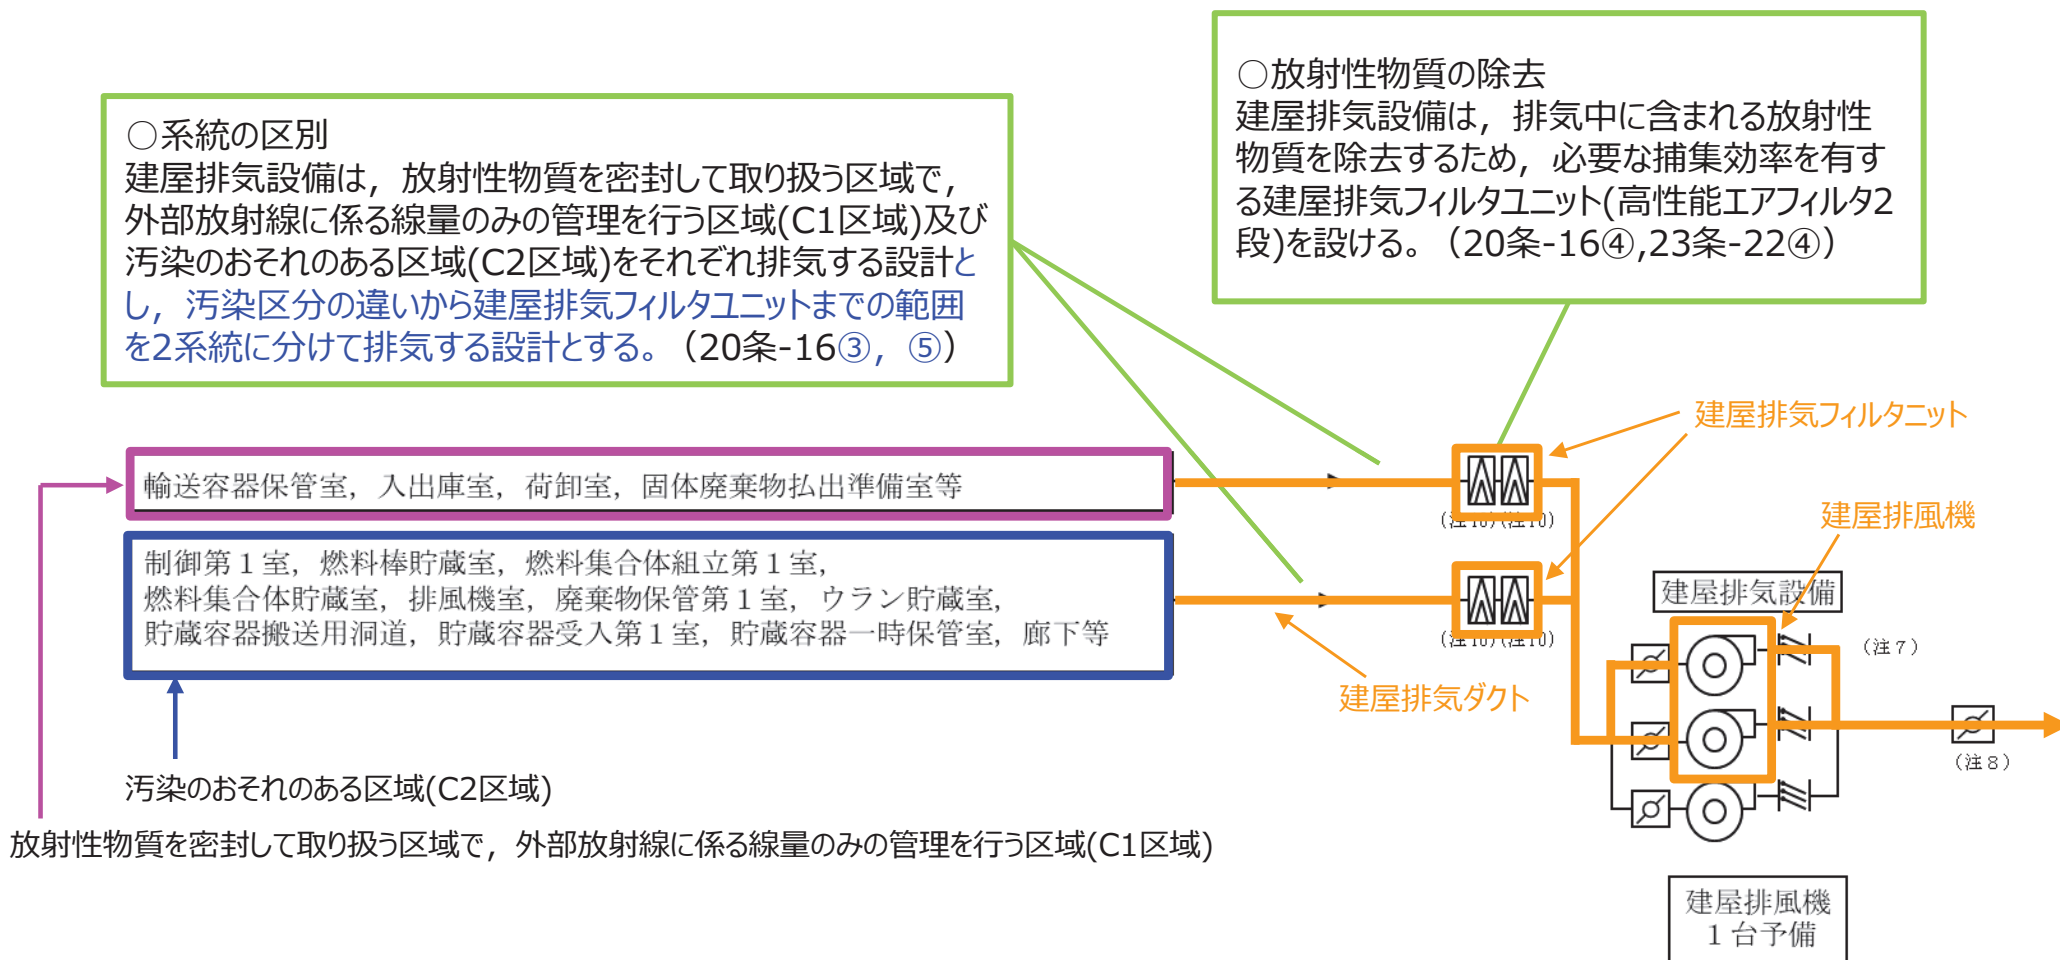 ○系統の区別
建屋排気設備は，放射性物質を密封して取り扱う区域で，
外部放射線に係る線量のみの管理を行う区域(C1区域)及び
汚染のおそれのある区域(C2区域)をそれぞれ排気する設計と
し，汚染区分の違いから建屋排気フィルタユニットまでの範囲
を2系統に分けて排気する設計とする。（20条-16③，⑤）
○放射性物質の除去
建屋排気設備は，排気中に含まれる放射性
物質を除去するため，必要な捕集効率を有す
る建屋排気フィルタユニット(高性能エアフィルタ2
段)を設ける。（20条-16④,23条-22④）
建屋排気フィルタニット
輸送容器保管室，入出庫室，荷卸室，固体廃棄物払出準備室等
(注10)(注10)
建屋排風機
制御第１室，燃料棒貯蔵室，燃料集合体組立第１室，
燃料集合体貯蔵室，排風機室，廃棄物保管第１室，ウラン貯蔵室，
貯蔵容器搬送用洞道，貯蔵容器受入第１室，貯蔵容器一時保管室，廊下等
(注10)(注10)
建屋排気設備
（注７）
建屋排気ダクト
（注８）
汚染のおそれのある区域(C2区域)
放射性物質を密封して取り扱う区域で，外部放射線に係る線量のみの管理を行う区域(C1区域)
建屋排風機
１台予備